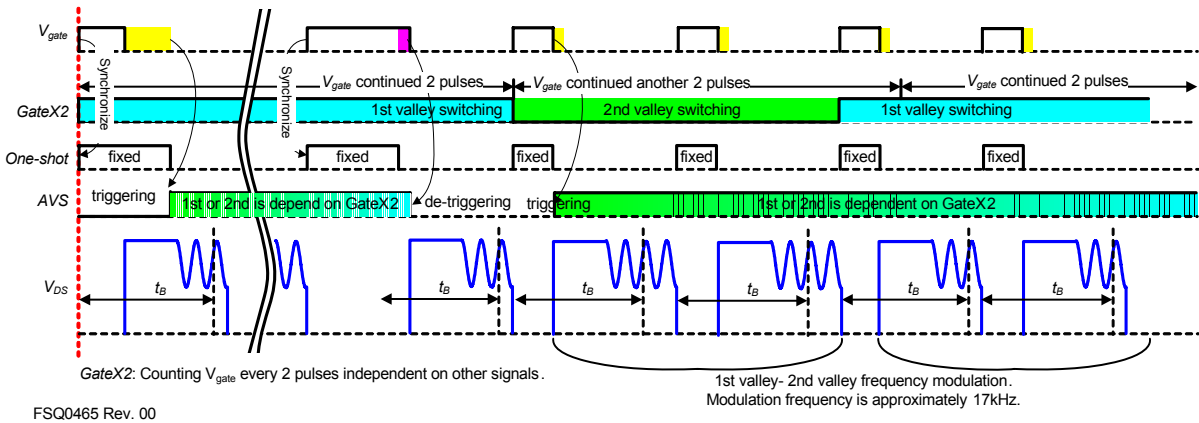 Vgate
Synchronize
Synchronize
Vgate continued 2 pulses
Vgate continued another 2 pulses
Vgate continued 2 pulses
GateX2
1st valley switching
2nd valley switching
1st valley switching
One-shot
fixed
fixed
fixed
fixed
fixed
fixed
AVS
triggering
1st or 2nd is depend on GateX2
de-triggering
triggering
1st or 2nd is dependent on GateX2
VDS
tB
tB
tB
tB
tB
tB
GateX2: Counting Vgate every 2 pulses independent on other signals.
1st valley- 2nd valley frequency modulation.
Modulation frequency is approximately 17kHz.
FSQ0465 Rev. 00